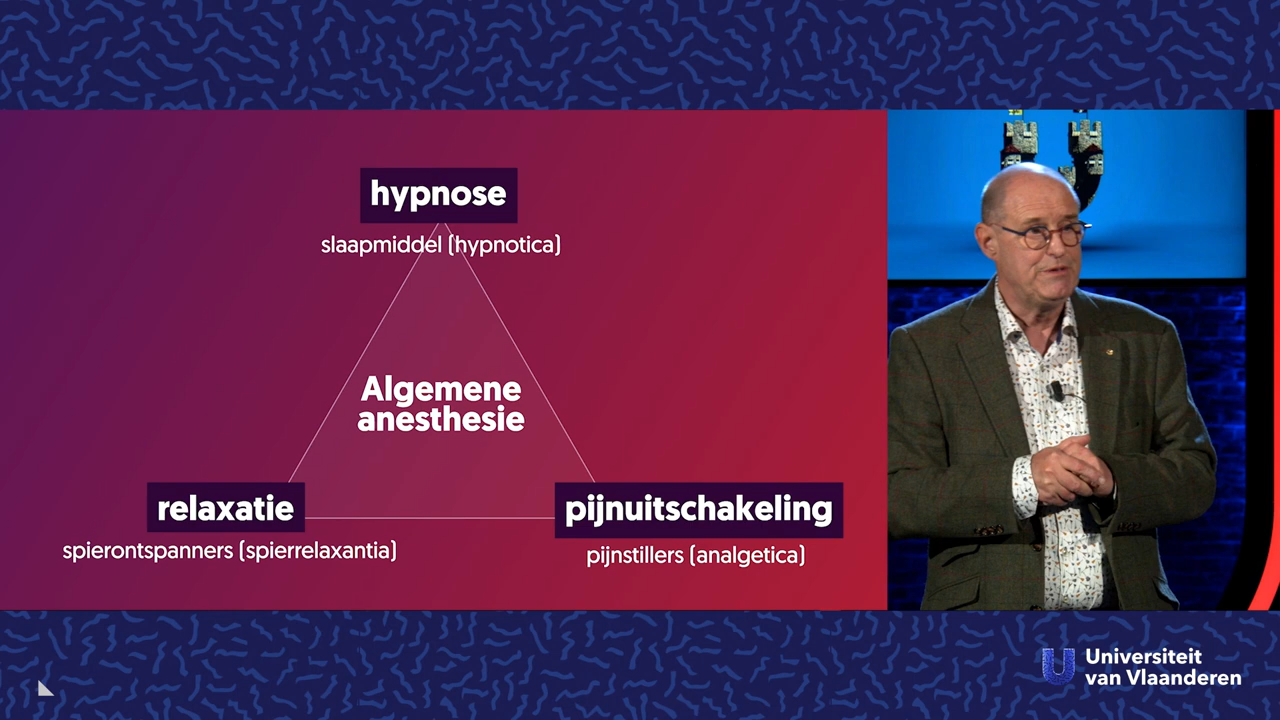 hypnose
slaapmiddel (hypnotica)
Algemene
anesthesie
relaxatie
spierontspanners (spierrelaxantia)
pijnuitschakeling
pijnstillers (analgetica)
Universiteit
van Vlaanderen